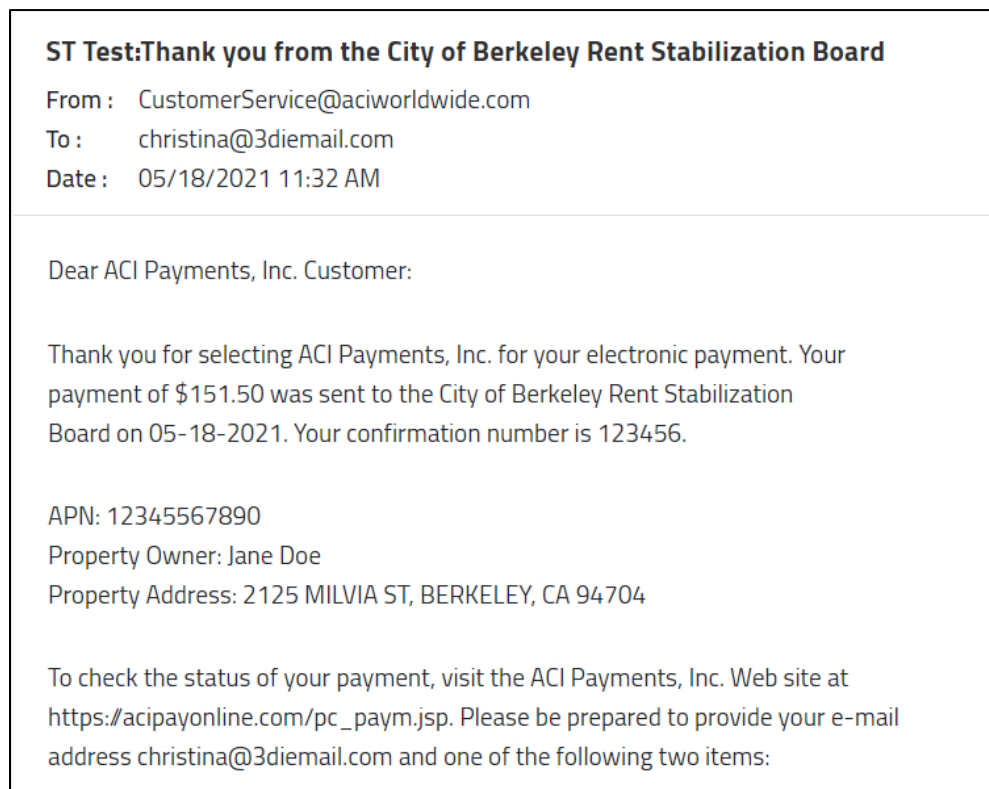 ST Test:Thank you from the City of Berkeley Rent Stabilization Board
From : CustomerService@aciworldwide.com
To : christina@3diemail.com
Date : 05/18/2021 11:32 AM
Dear ACI Payments, Inc. Customer:
Thank you for selecting ACI Payments, Inc. for your electronic payment. Your
payment of $151.50 was sent to the City of Berkeley Rent Stabilization
Board on 05-18-2021. Your confirmation number is 123456.
APN: 12345567890
Property Owner: Jane Doe
Property Address: 2125 MILVIA ST, BERKELEY, CA 94704
To check the status of your payment, visit the ACI Payments, Inc. Web site at
https://acipayonline.com/pc_paym.jsp. Please be prepared to provide your e-mail
address christina@3diemail.com and one of the following two items: